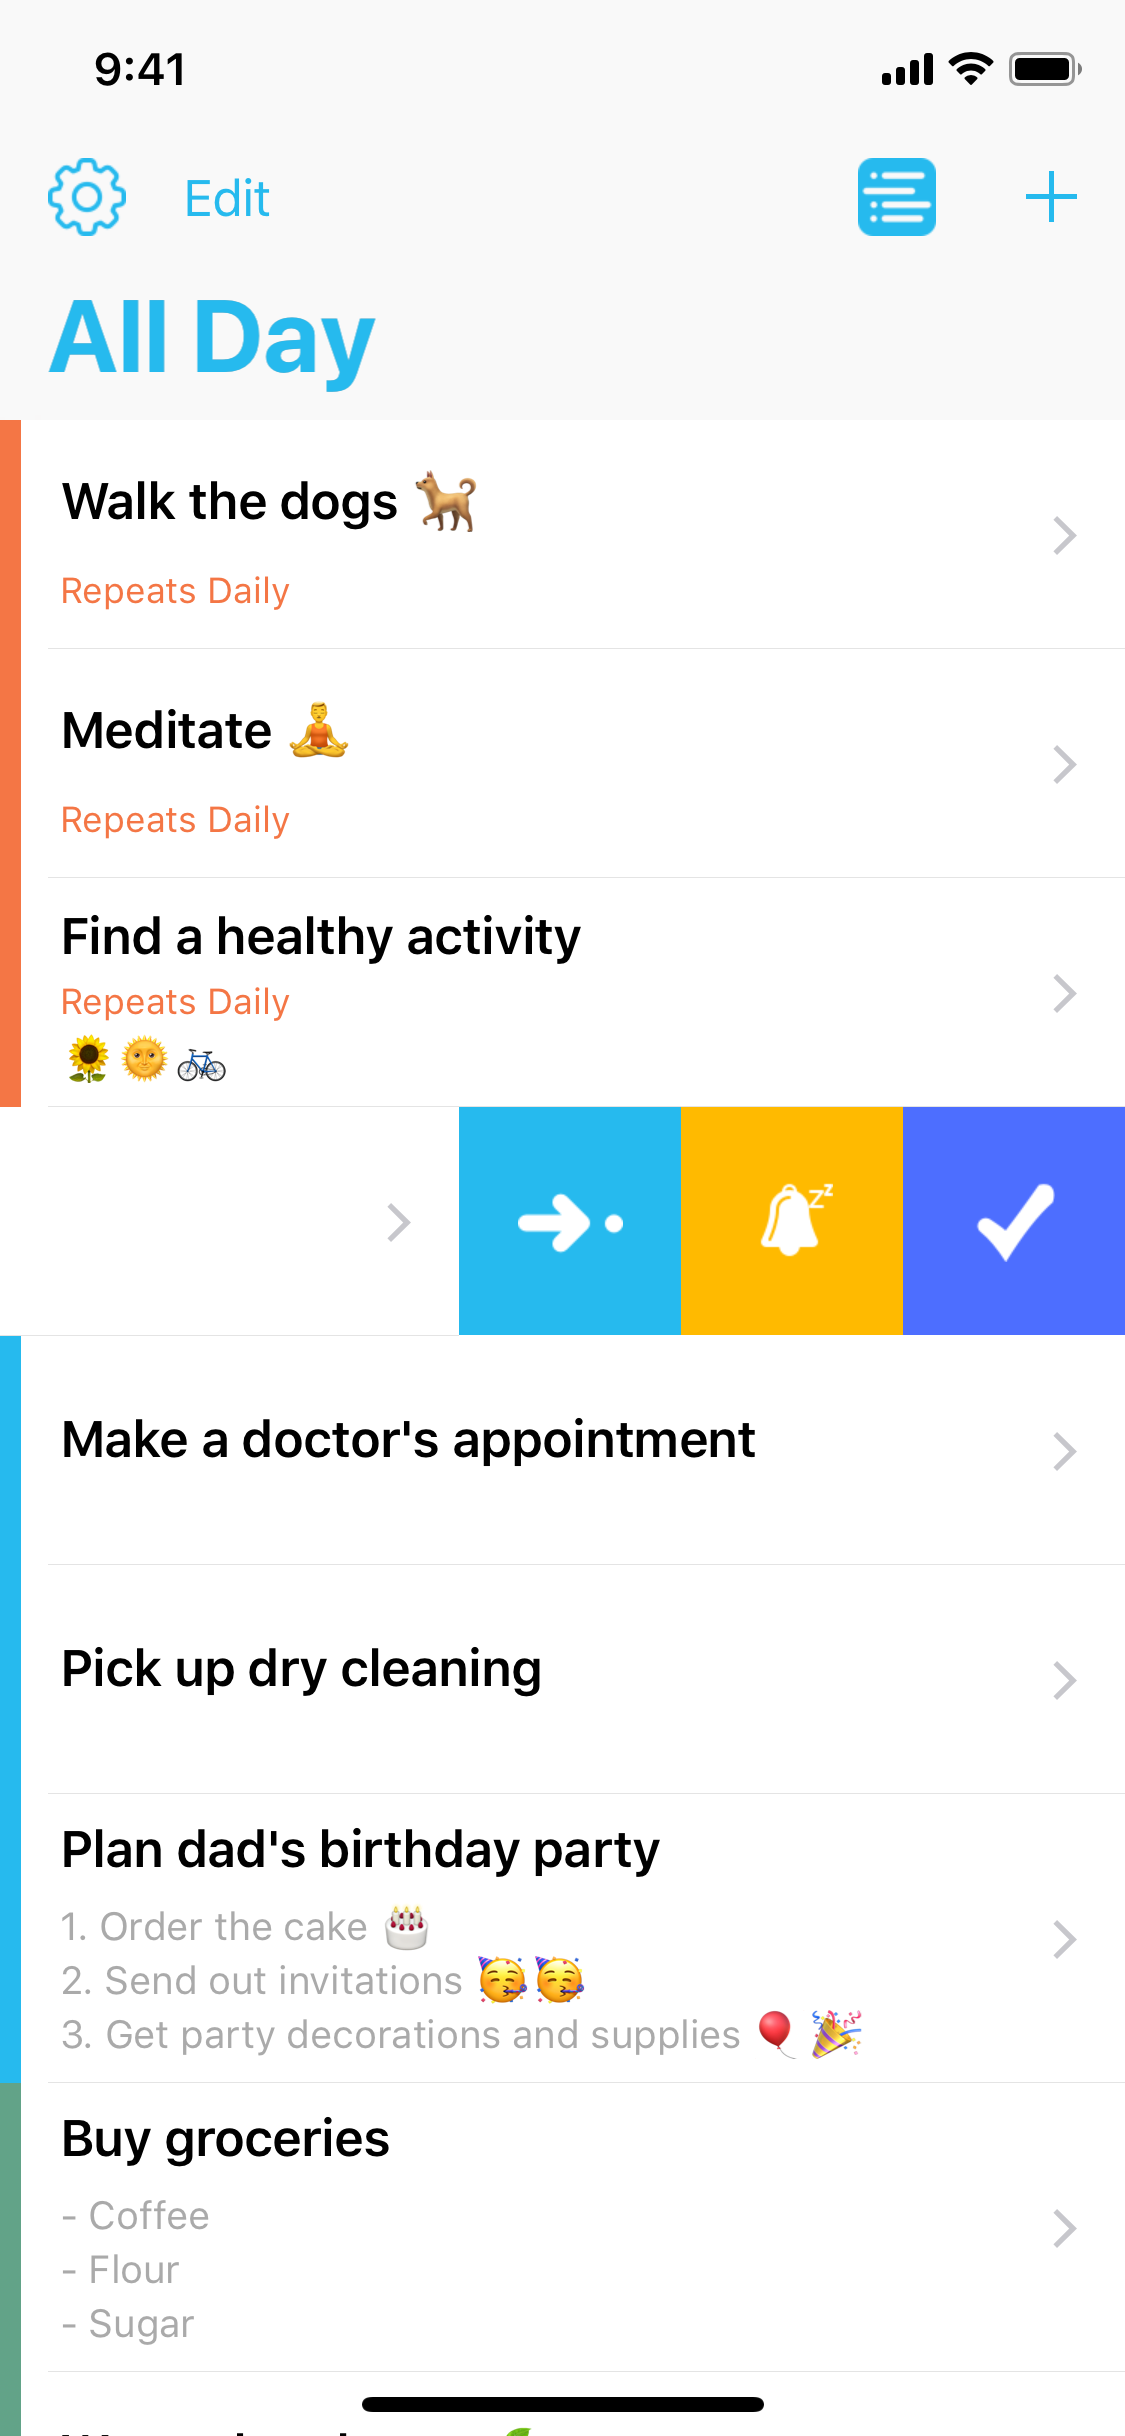 9:41
Edit
All Day
Walk the dogs 🐕
Repeats Daily
Meditate 🧘
Repeats Daily
Find a healthy activity
Repeats Daily
🌻🌞🚲
zz
Make a doctor's appointment
Pick up dry cleaning
Plan dad's birthday party
1. Order the cake 🎂
2. Send out invitations 🥳🥳
3. Get party decorations and supplies 🎈🎉
Buy groceries
- Coffee
- Flour
- Sugar